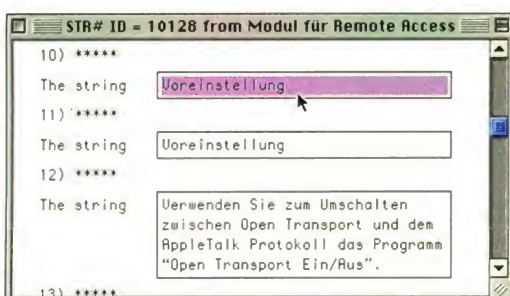 STR# ID = 10128 from Modul für Remote Access
10) *****
The string Voreinstellung
11) *****
The string Voreinstellung
12) *****
The string Verwenden Sie zum Umschalten
zwischen Open Transport und dem
AppleTalk Protokoll das Programm
“Open Transport Ein/Aus”.
13) *****